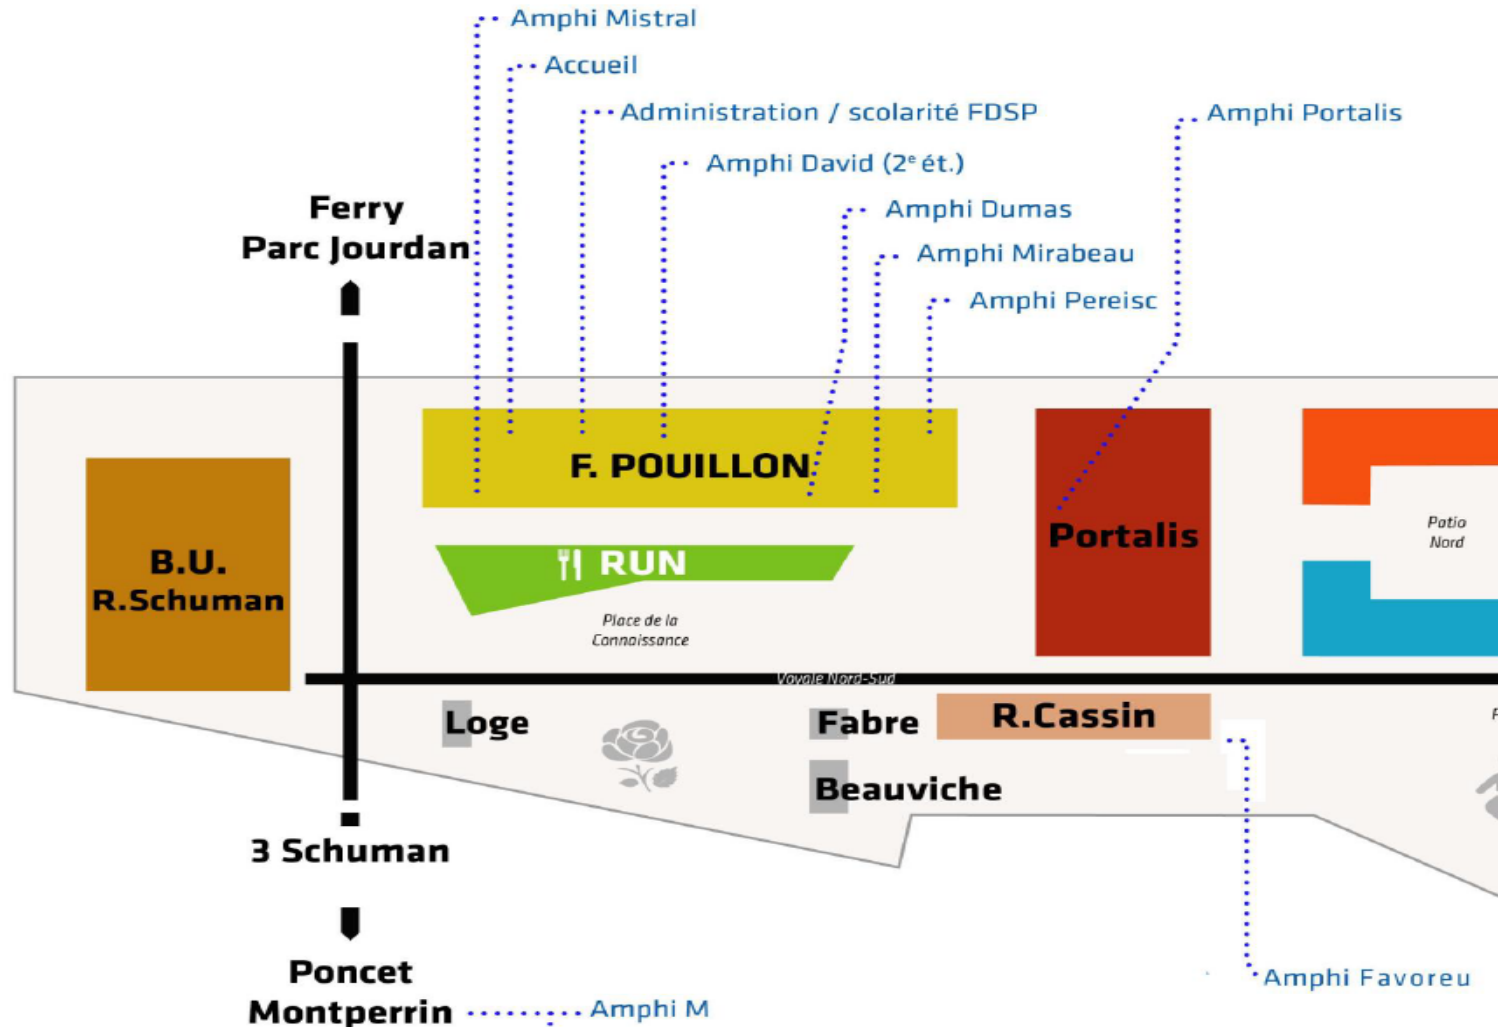 Amphi Mistral
Accueil
Administration / scolarité FDSP
Amphi Portalis
Amphi David (2ᵉ ét.)
Ferry
Parc Jourdan
Amphi Dumas
Amphi Mirabeau
Amphi Pereisc
F. POUILLON
B.U.
R.Schuman
RUN
Portalis
Patio
Nord
Place de la
Connaissance
Voyale Nord-Sud
Loge
Fabre
R.Cassin
Beauviche
3 Schuman
Poncet
Montperrin
Amphi M
Amphi Favoreu